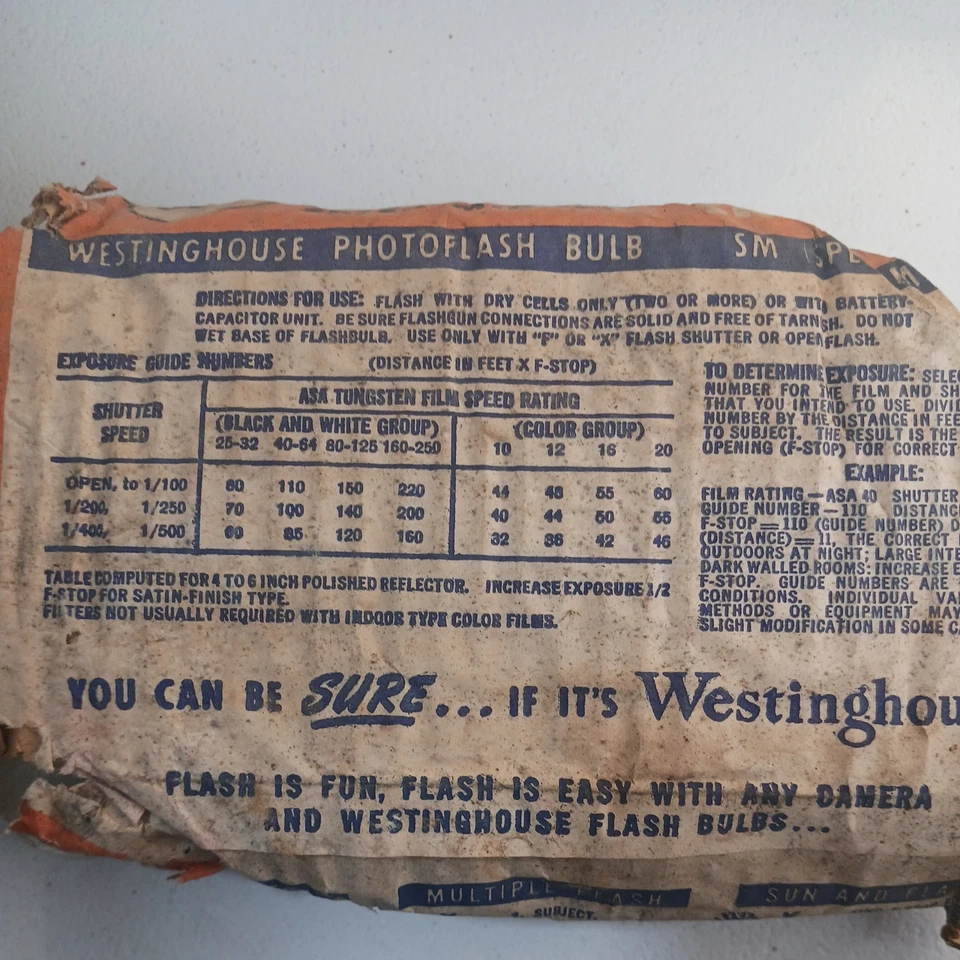 WESTINGHOUSE PHOTOFLASH BULB SM (SPE
DIRECTIONS FOR USE: FLASH WITH DRY CELLS ONLY (TWO OR MORE) OR WITH BATTERY-
CAPACITOR UNIT. BE SURE FLASHGUN CONNECTIONS ARE SOLID AND FREE OF TARNISH. DO NOT
WET BASE OF FLASHBULB. USE ONLY WITH "F" OR "X" FLASH SHUTTER OR OPEN FLASH.
EXPOSURE GUIDE NUMBERS (DISTANCE IN FEET X F-STOP)
SHUTTER SPEED
ASA TUNGSTEN FILM SPEED RATING
(BLACK AND WHITE GROUP) (COLOR GROUP)
25-32 40-64 80-125 160-250 10 12 16 20
OPEN, to 1/100 80 110 150 220 44 48 55 60
1/200, 1/250 70 100 140 200 40 44 50 55
1/400, 1/500 60 85 120 160 32 38 42 46
TABLE COMPUTED FOR 4 TO 6 INCH POLISHED REFLECTOR. INCREASE EXPOSURE 1/2
F-STOP FOR SATIN-FINISH TYPE.
FILTERS NOT USUALLY REQUIRED WITH INDOOR TYPE COLOR FILMS.
TO DETERMINE EXPOSURE: SELEC
NUMBER FOR THE FILM AND SH
THAT YOU INTEND TO USE. DIVID
NUMBER BY THE DISTANCE IN FEE
TO SUBJECT. THE RESULT IS THE
OPENING (F-STOP) FOR CORRECT
EXAMPLE:
FILM RATING—ASA 40 SHUTTER
GUIDE NUMBER—110 DISTANC
F-STOP=110 (GUIDE NUMBER) D
(DISTANCE)=11. THE CORRECT
OUTDOORS AT NIGHT; LARGE INTE
DARK WALLED ROOMS: INCREASE E
F-STOP. GUIDE NUMBERS ARE
CONDITIONS. INDIVIDUAL VA
METHODS OR EQUIPMENT MAY
SLIGHT MODIFICATION IN SOME CA
YOU CAN BE SURE... IF IT'S Westinghou
FLASH IS FUN, FLASH IS EASY WITH ANY CAMERA
AND WESTINGHOUSE FLASH BULBS...
MULTIPLE FLASH SUN AND FLA
SUBJECT.